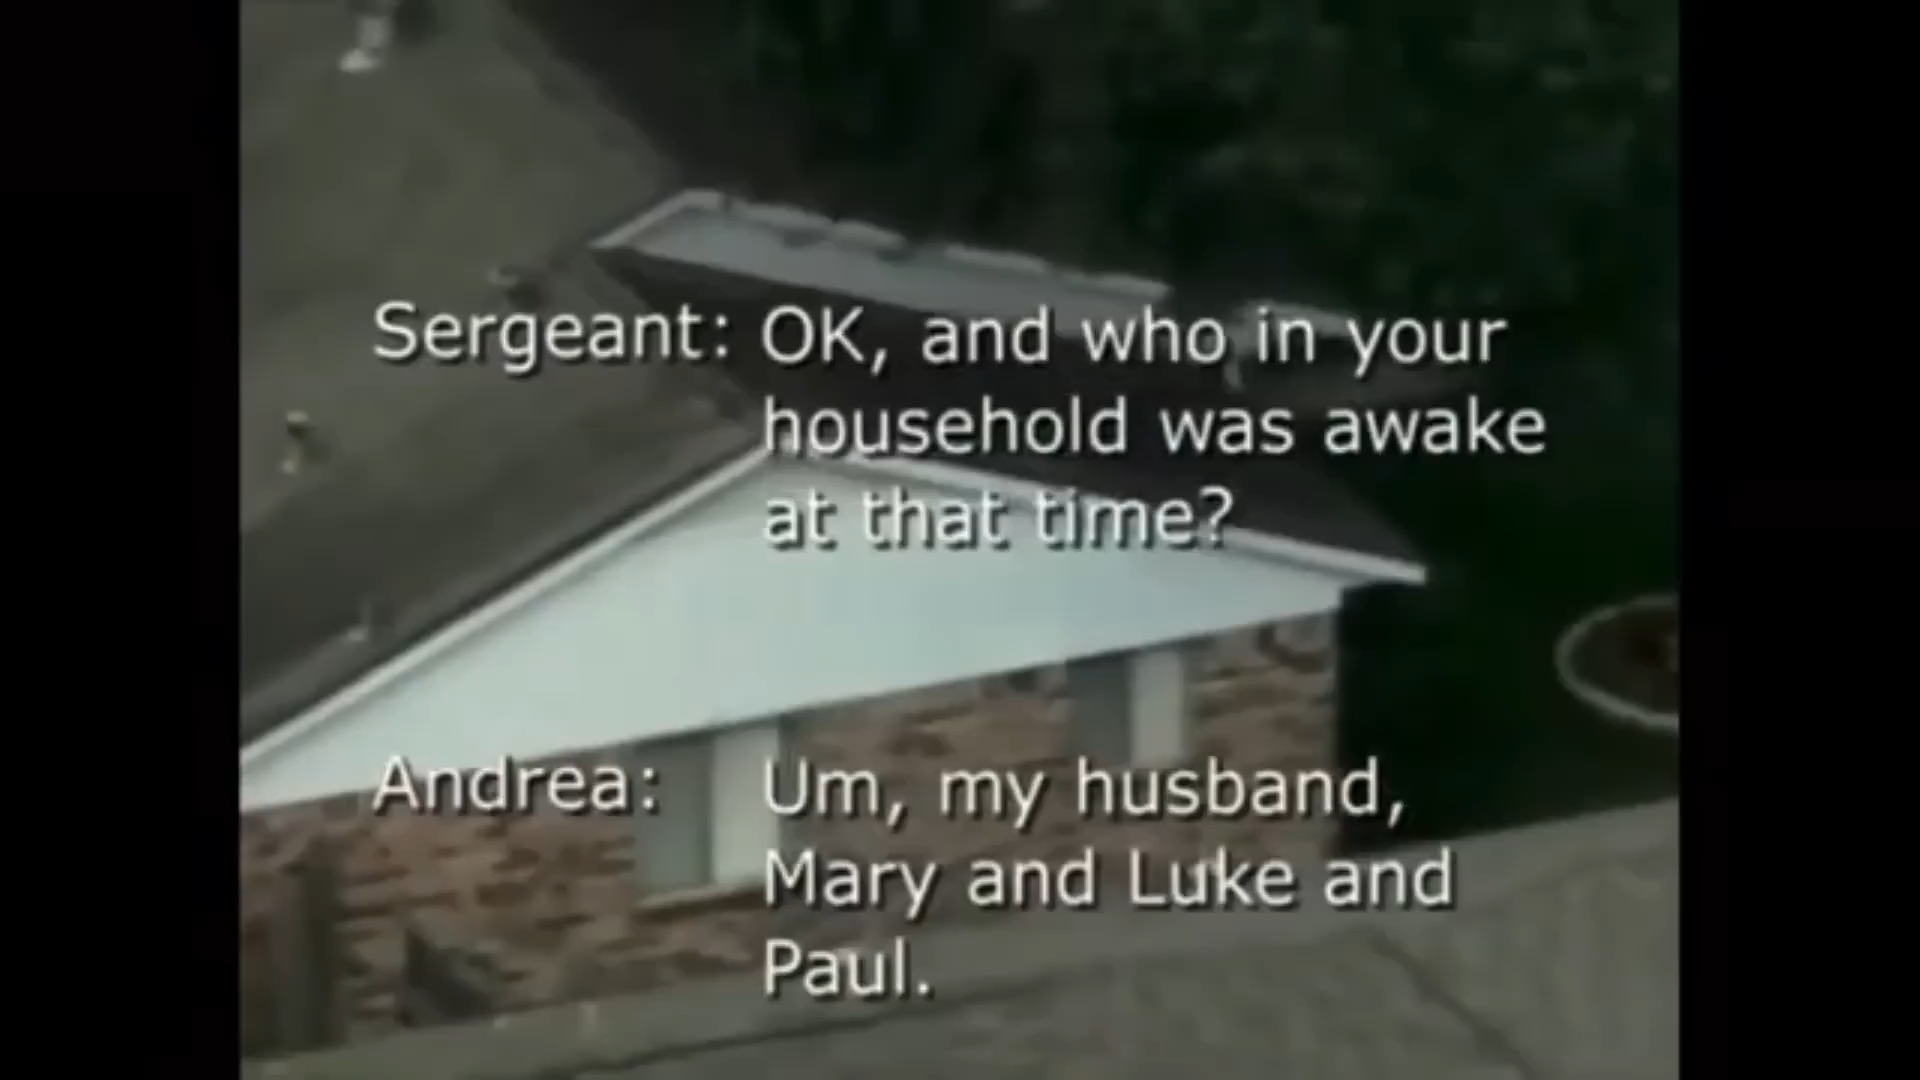 Sergeant: OK, and who in your
household was awake
at that time?
Andrea: Um, my husband,
Mary and Luke and
Paul.